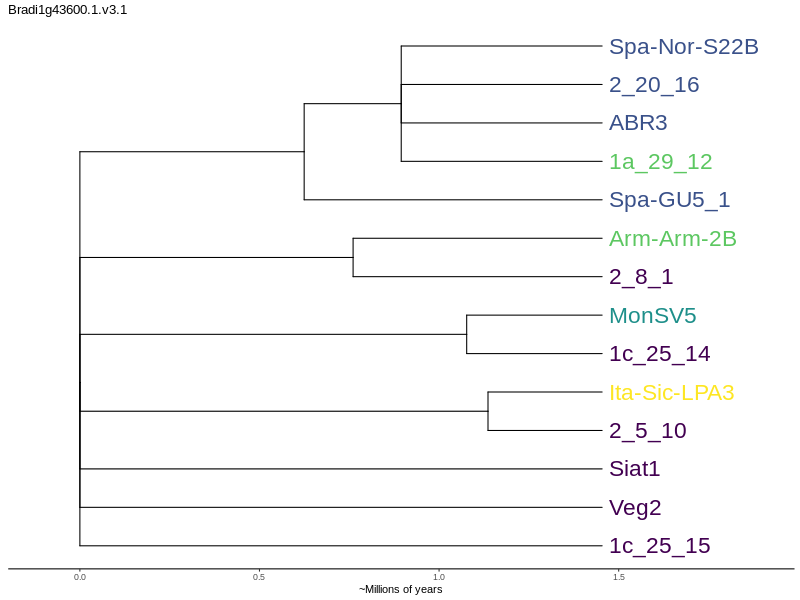 Bradi1g43600.1.v3.1
Spa-Nor-S22B
2_20_16
ABR3
1a_29_12
Spa-GU5_1
Arm-Arm-2B
2_8_1
MonSV5
1c_25_14
Ita-Sic-LPA3
2_5_10
Siat1
Veg2
1c_25_15
0.0 0.5 1.0 1.5
~Millions of years